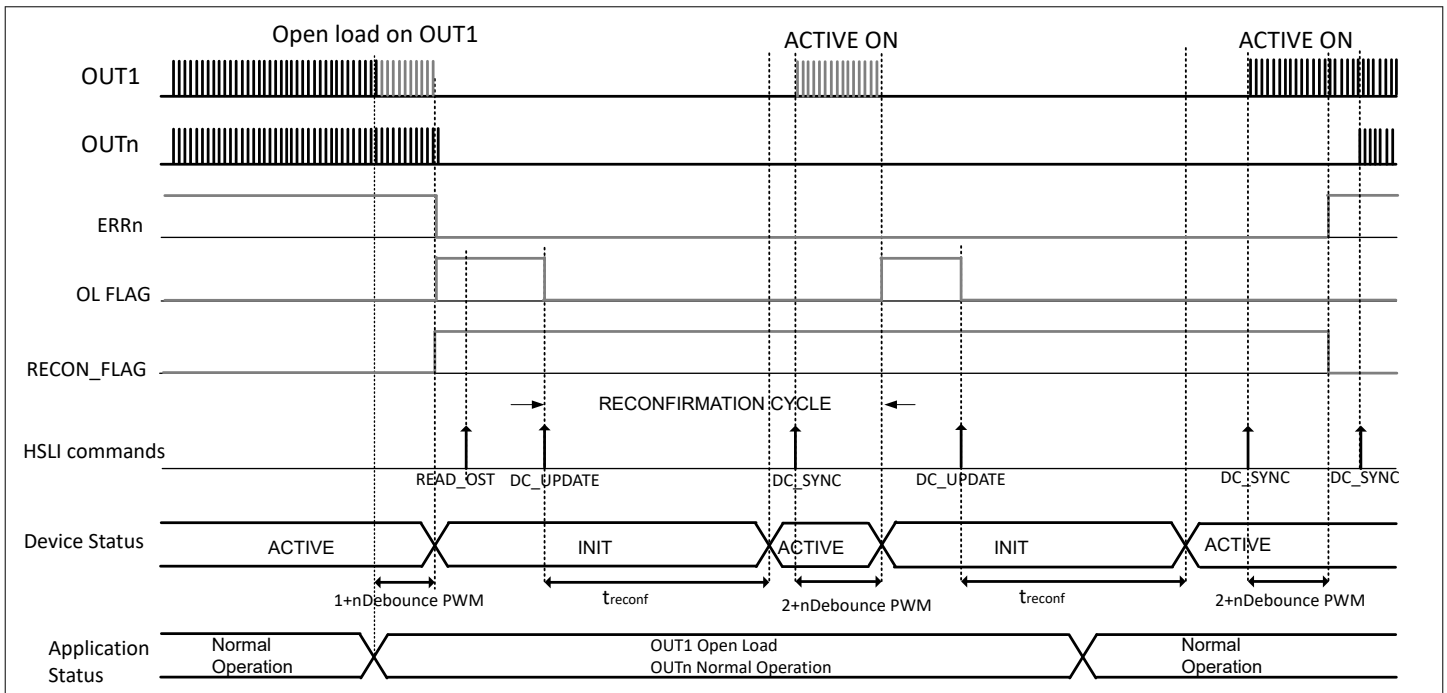 Open load on OUT1
ACTIVE ON
ACTIVE ON
OUT1
OUTn
ERRn
OL FLAG
RECON_FLAG
RECONFIRMATION CYCLE
HSLI commands
READ_OST DC_UPDATE DC_SYNC DC_UPDATE DC_SYNC DC_SYNC
Device Status
ACTIVE INIT ACTIVE INIT ACTIVE
1+nDebounce PWM treconf 2+nDebounce PWM treconf 2+nDebounce PWM
Application Status
Normal Operation
OUT1 Open Load
OUTn Normal Operation
Normal Operation